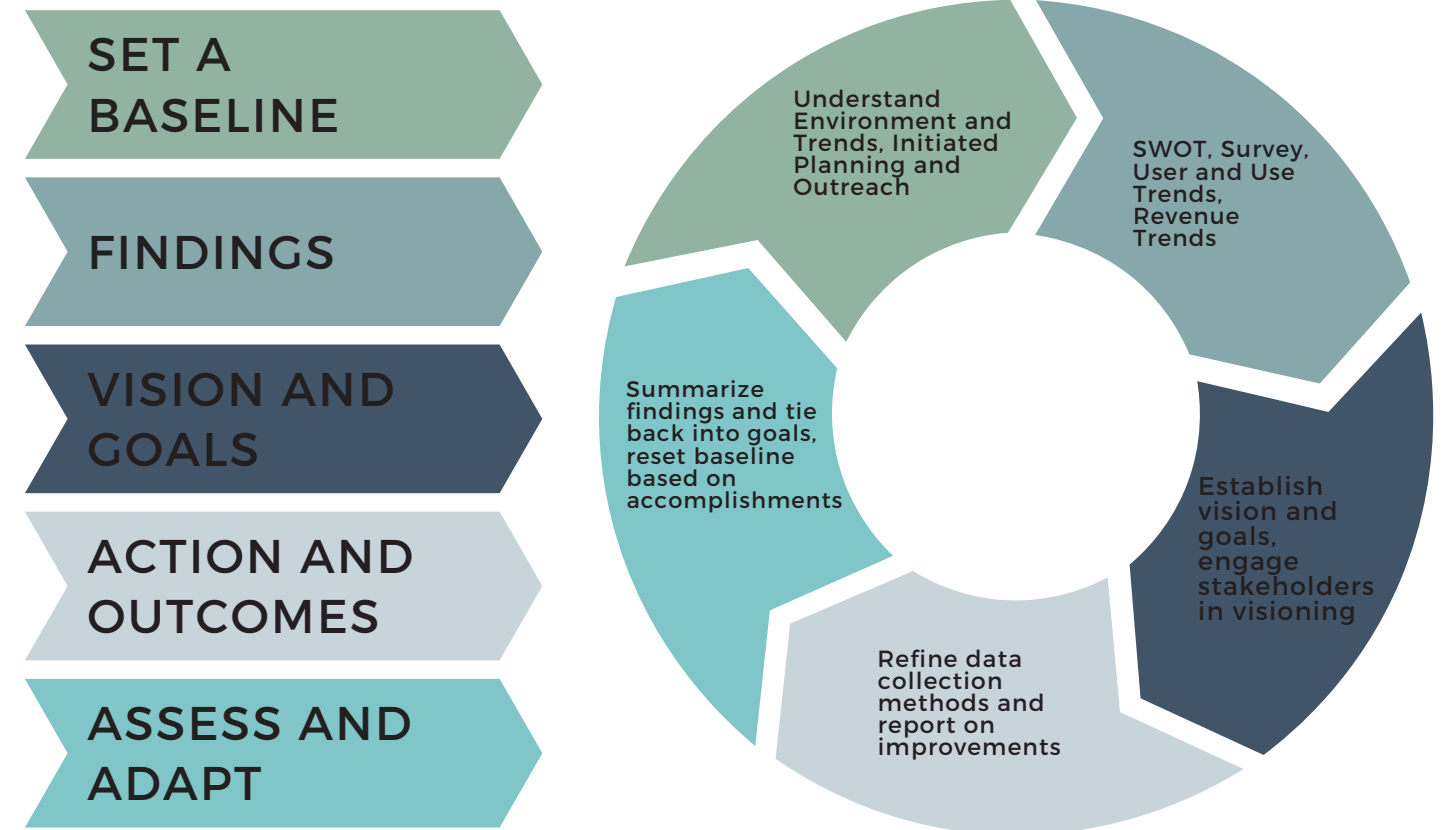 SET A
BASELINE
FINDINGS
VISION AND
GOALS
ACTION AND
OUTCOMES
ASSESS AND
ADAPT
Understand
Environment and
Trends, Initiated
Planning and
Outreach
SWOT, Survey,
User and Use
Trends,
Revenue
Trends
Establish
vision and
goals,
engage
stakeholders
in visioning
Refine data
collection
methods and
report on
improvements
Summarize
findings and tie
back into goals,
reset baseline
based on
accomplishments